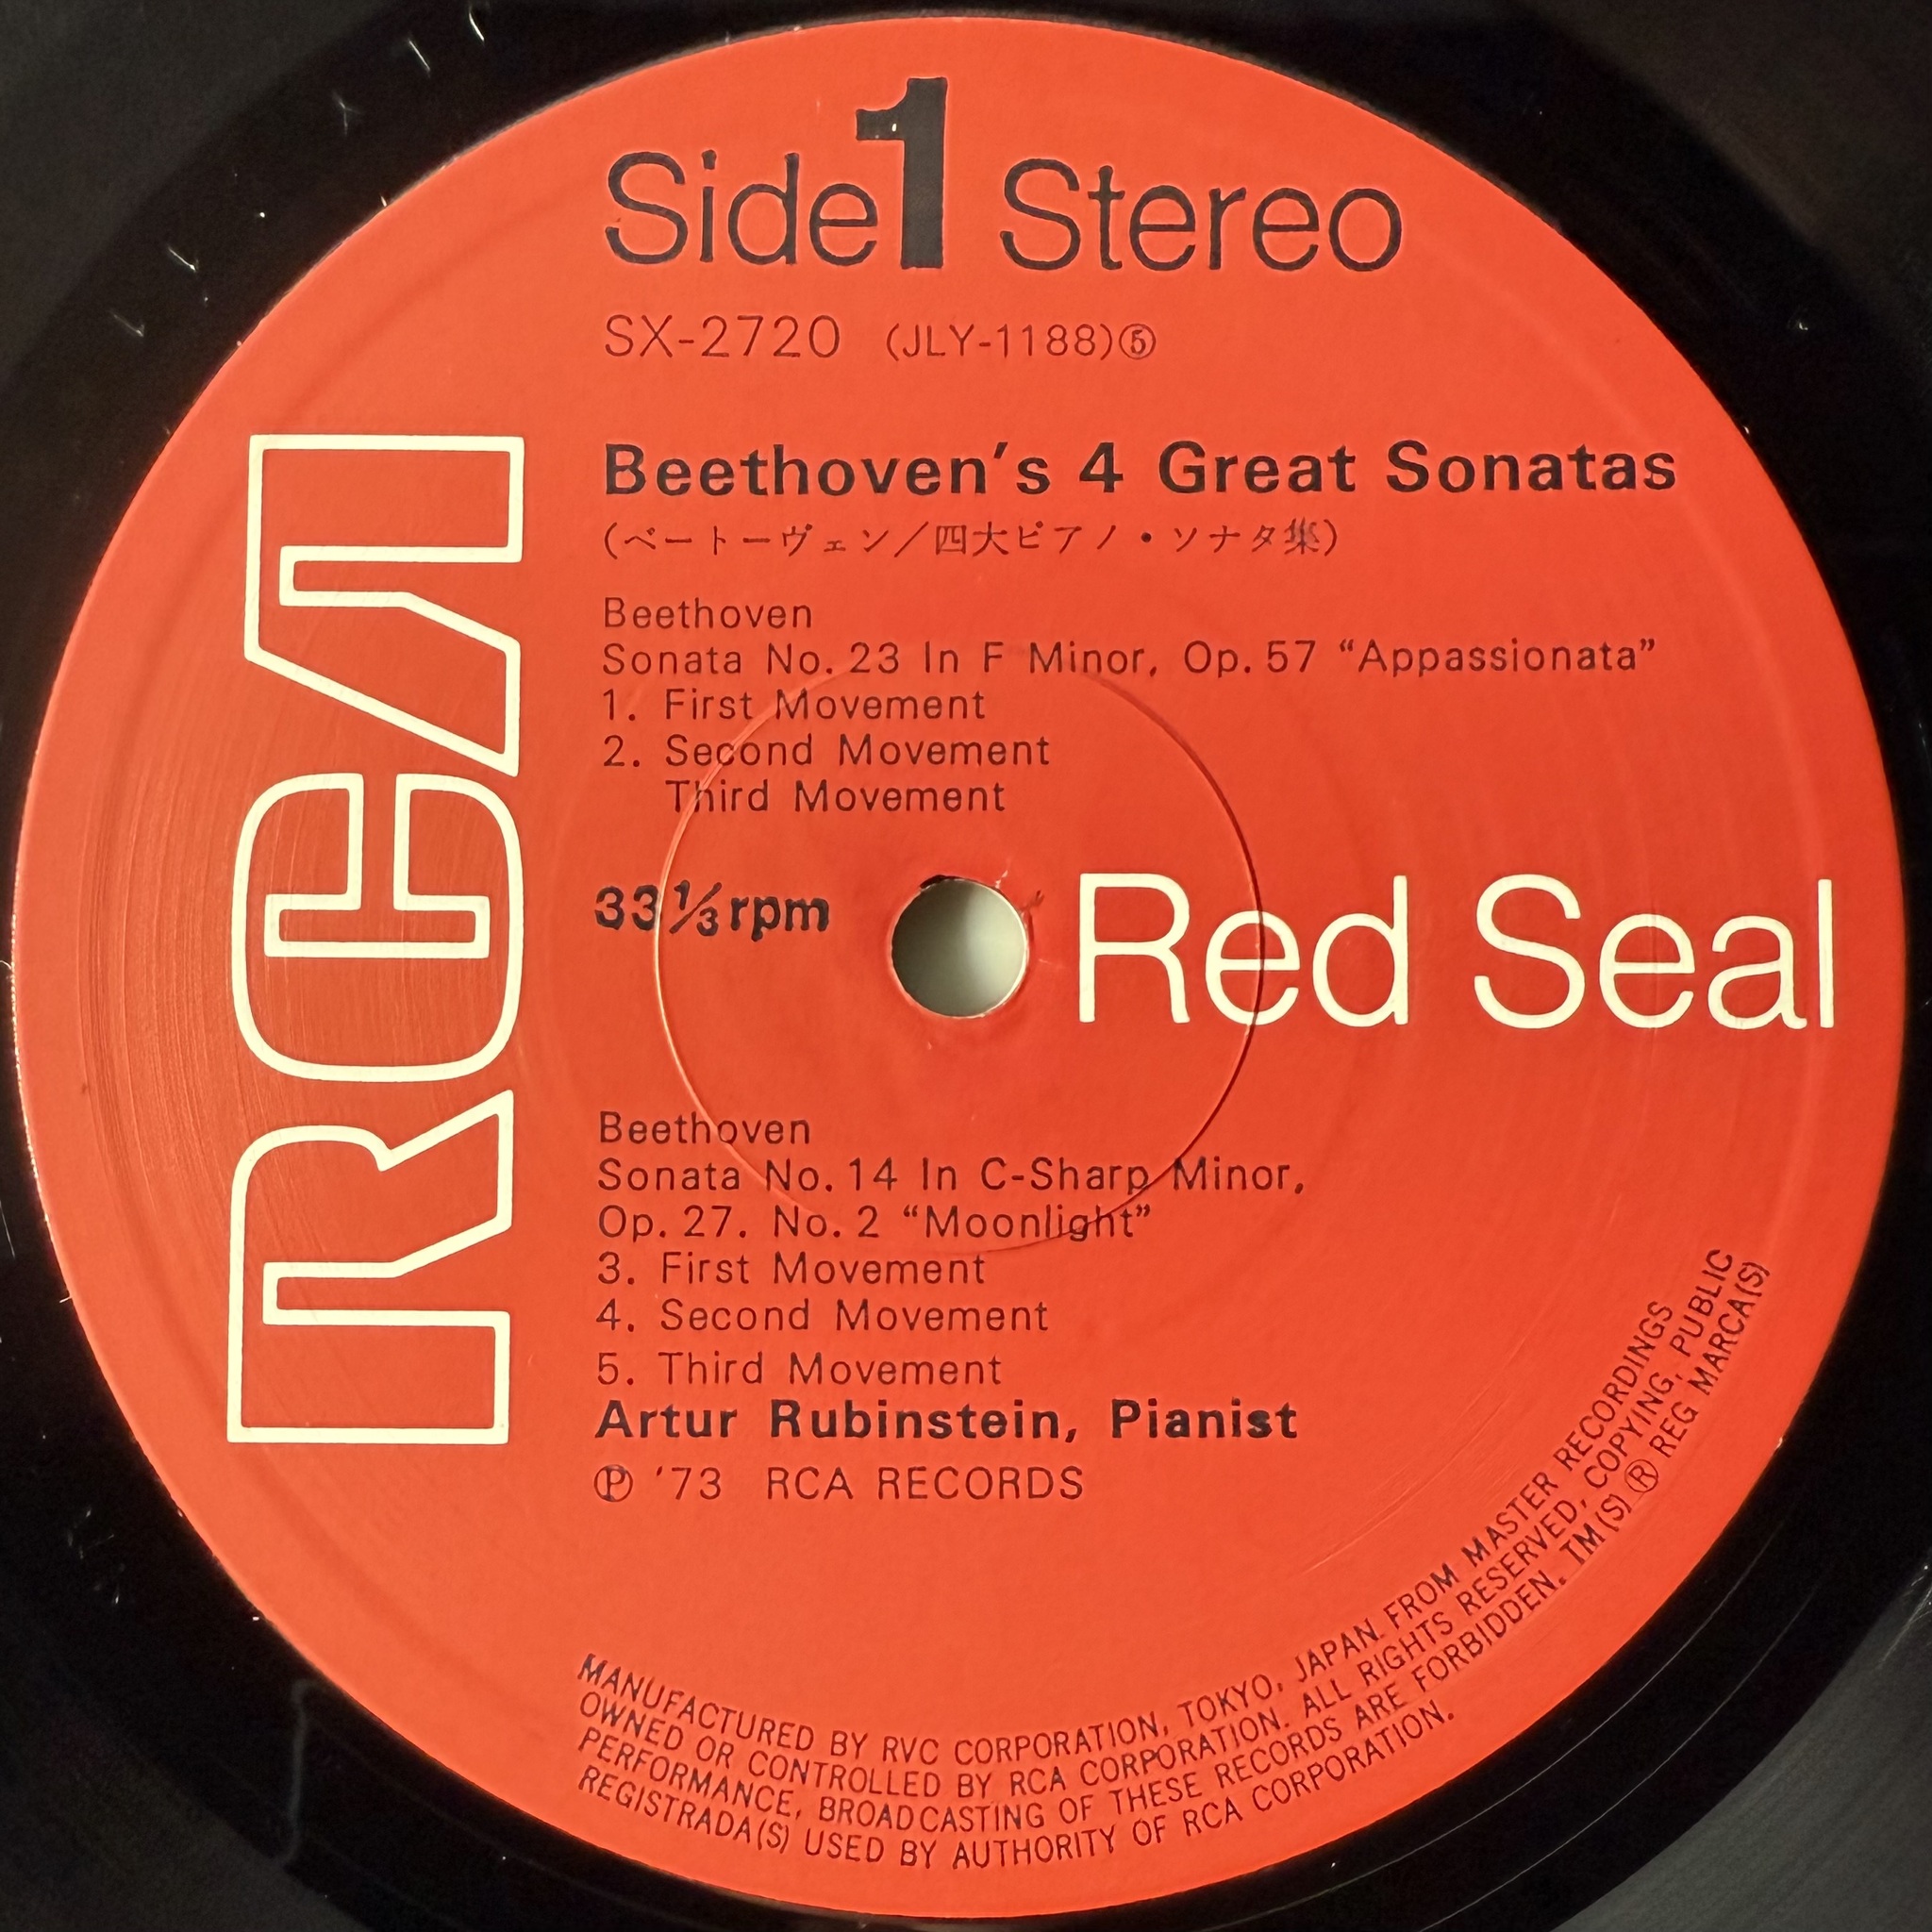 Side 1 Stereo
SX-2720 (JLY-1188)⑤
RCA
Beethoven's 4 Great Sonatas
(ベートーヴェン/四大ピアノ・ソナタ集)
Beethoven
Sonata No. 23 In F Minor, Op. 57 “Appassionata”
1. First Movement
2. Second Movement
Third Movement
33⅓rpm
Red Seal
Beethoven
Sonata No. 14 In C-Sharp Minor,
Op. 27. No. 2 “Moonlight”
3. First Movement
4. Second Movement
5. Third Movement
Artur Rubinstein, Pianist
Ⓟ '73 RCA RECORDS
MANUFACTURED BY RVC CORPORATION, TOKYO, JAPAN. FROM MASTER RECORDINGS
OWNED OR CONTROLLED BY RCA CORPORATION. ALL RIGHTS RESERVED, COPYING, PUBLIC
PERFORMANCE, BROADCASTING OF THESE RECORDS ARE FORBIDDEN. TM(S) ® REG MARCA(S)
REGISTRADA(S) USED BY AUTHORITY OF RCA CORPORATION.